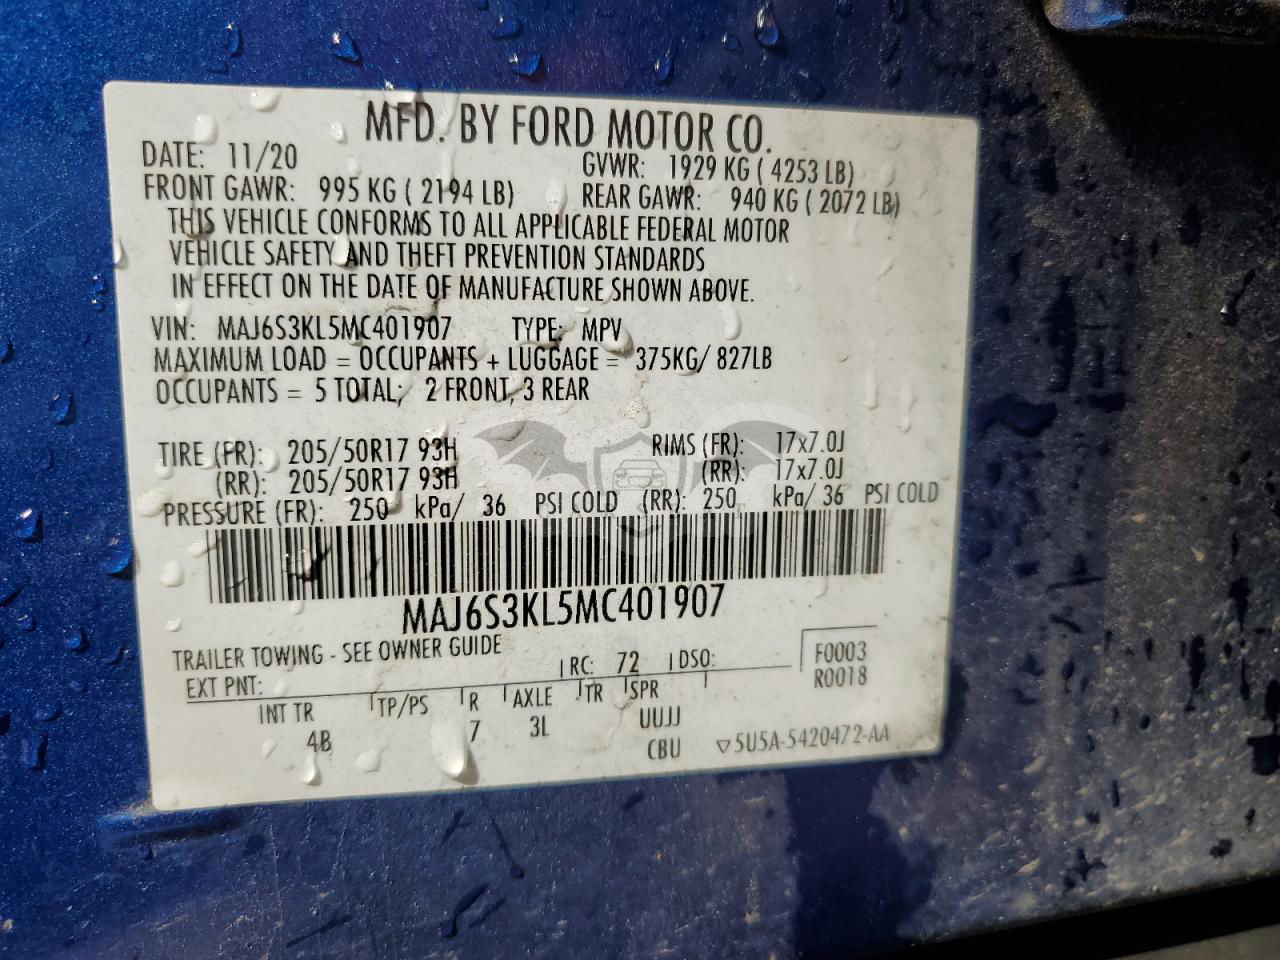 MFD. BY FORD MOTOR CO.
DATE: 11/20 GVWR: 1929 KG ( 4253 LB)
FRONT GAWR: 995 KG ( 2194 LB) REAR GAWR: 940 KG ( 2072 LB)
THIS VEHICLE CONFORMS TO ALL APPLICABLE FEDERAL MOTOR
VEHICLE SAFETY AND THEFT PREVENTION STANDARDS
IN EFFECT ON THE DATE OF MANUFACTURE SHOWN ABOVE.
VIN: MAJ6S3KL5MC401907 TYPE: MPV
MAXIMUM LOAD = OCCUPANTS + LUGGAGE = 375KG/ 827LB
OCCUPANTS = 5 TOTAL; 2 FRONT, 3 REAR
TIRE (FR): 205/50R17 93H RIMS (FR): 17x7.0J
(RR): 205/50R17 93H (RR): 17x7.0J
PRESSURE (FR): 250 kPa/ 36 PSI COLD (RR): 250 kPa/ 36 PSI COLD
MAJ6S3KL5MC401907
TRAILER TOWING - SEE OWNER GUIDE
EXT PNT: RC: 72 DSO: F0003
R0018
INT TR TP/PS R AXLE TR SPR
4B 7 3L UUJJ
CBU ▽5U5A-5420472-AA